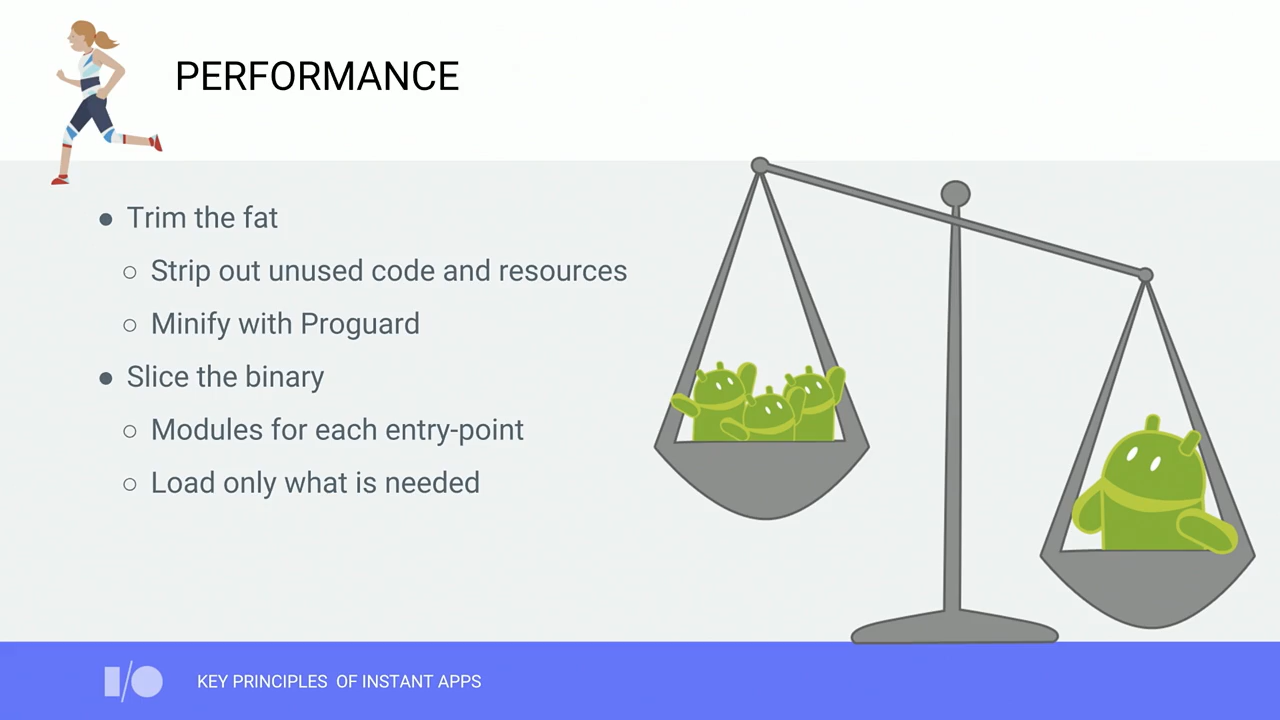 PERFORMANCE
● Trim the fat
○ Strip out unused code and resources
○ Minify with Proguard
● Slice the binary
○ Modules for each entry-point
○ Load only what is needed
I/O
KEY PRINCIPLES OF INSTANT APPS